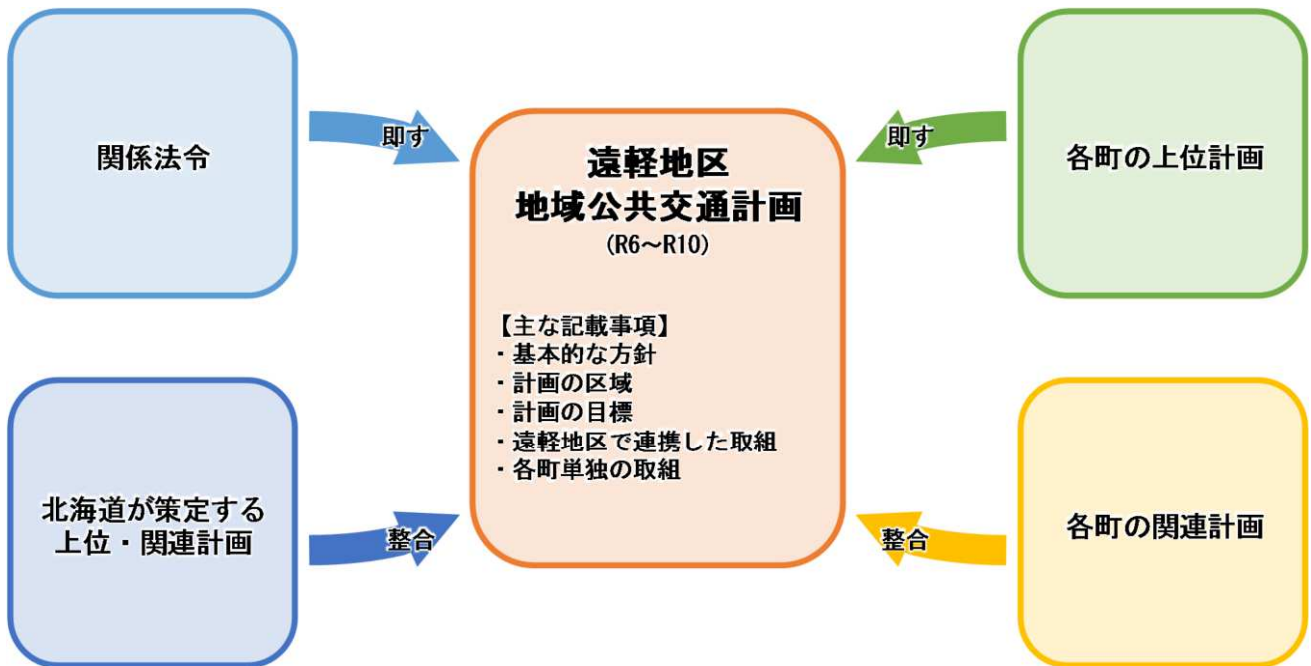 関係法令
即す
遠軽地区
地域公共交通計画
(R6～R10)
【主な記載事項】
・基本的な方針
・計画の区域
・計画の目標
・遠軽地区で連携した取組
・各町単独の取組
即す
各町の上位計画
北海道が策定する
上位・関連計画
整合
整合
各町の関連計画